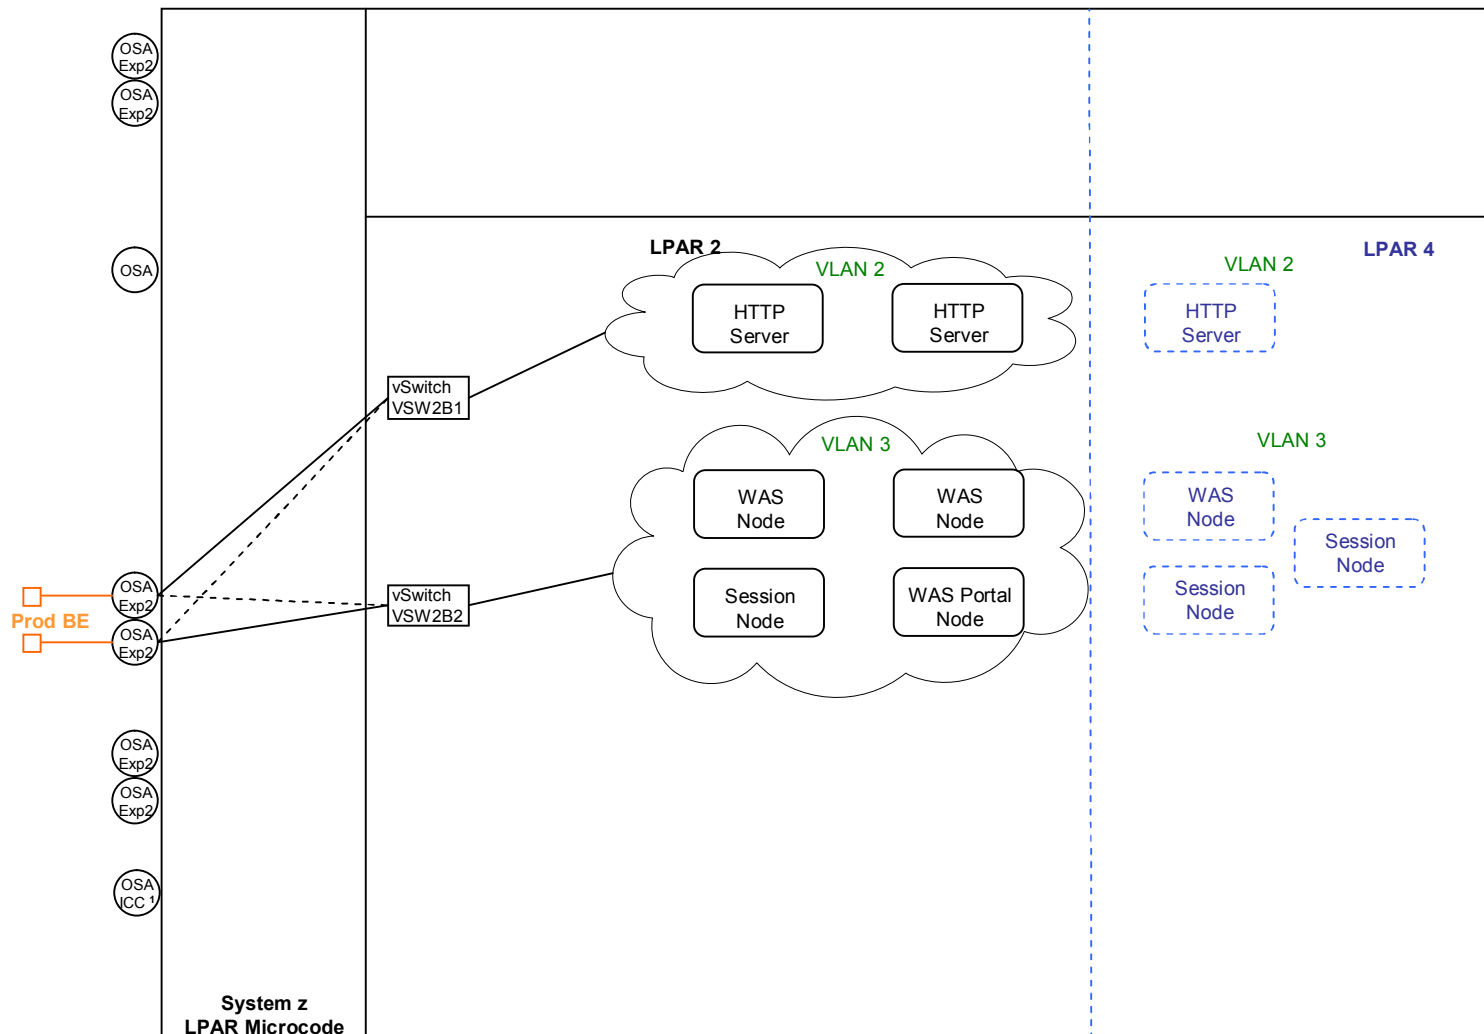 OSA
Exp2
OSA
Exp2
OSA
OSA
Exp2
Prod BE
OSA
Exp2
OSA
Exp2
OSA
Exp2
OSA
ICC 1
System z
LPAR Microcode
vSwitch
VSW2B1
vSwitch
VSW2B2
LPAR 2
VLAN 2
HTTP
Server
HTTP
Server
VLAN 3
WAS
Node
WAS
Node
Session
Node
WAS Portal
Node
LPAR 4
VLAN 2
HTTP
Server
VLAN 3
WAS
Node
Session
Node
Session
Node